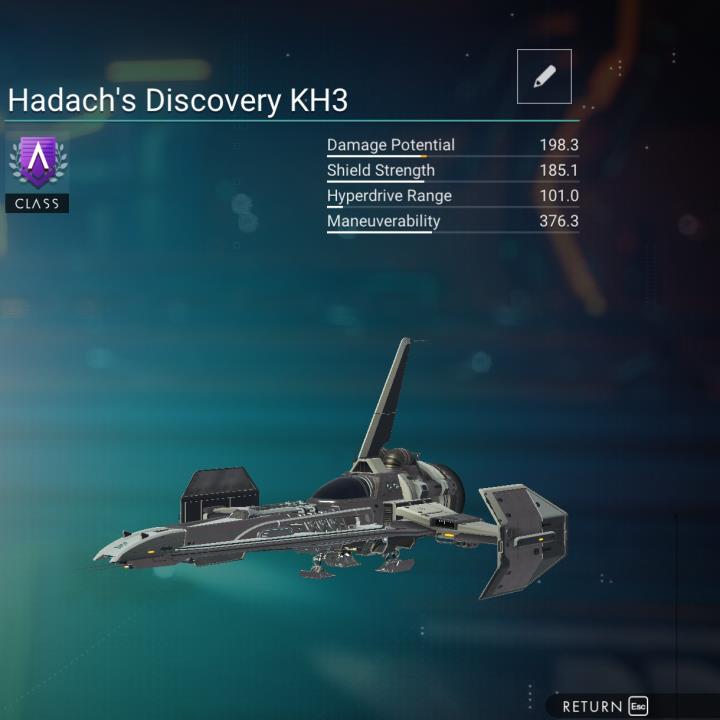 Hadach's Discovery KH3
CLASS
Damage Potential 198.3
Shield Strength 185.1
Hyperdrive Range 101.0
Maneuverability 376.3
RETURN Esc